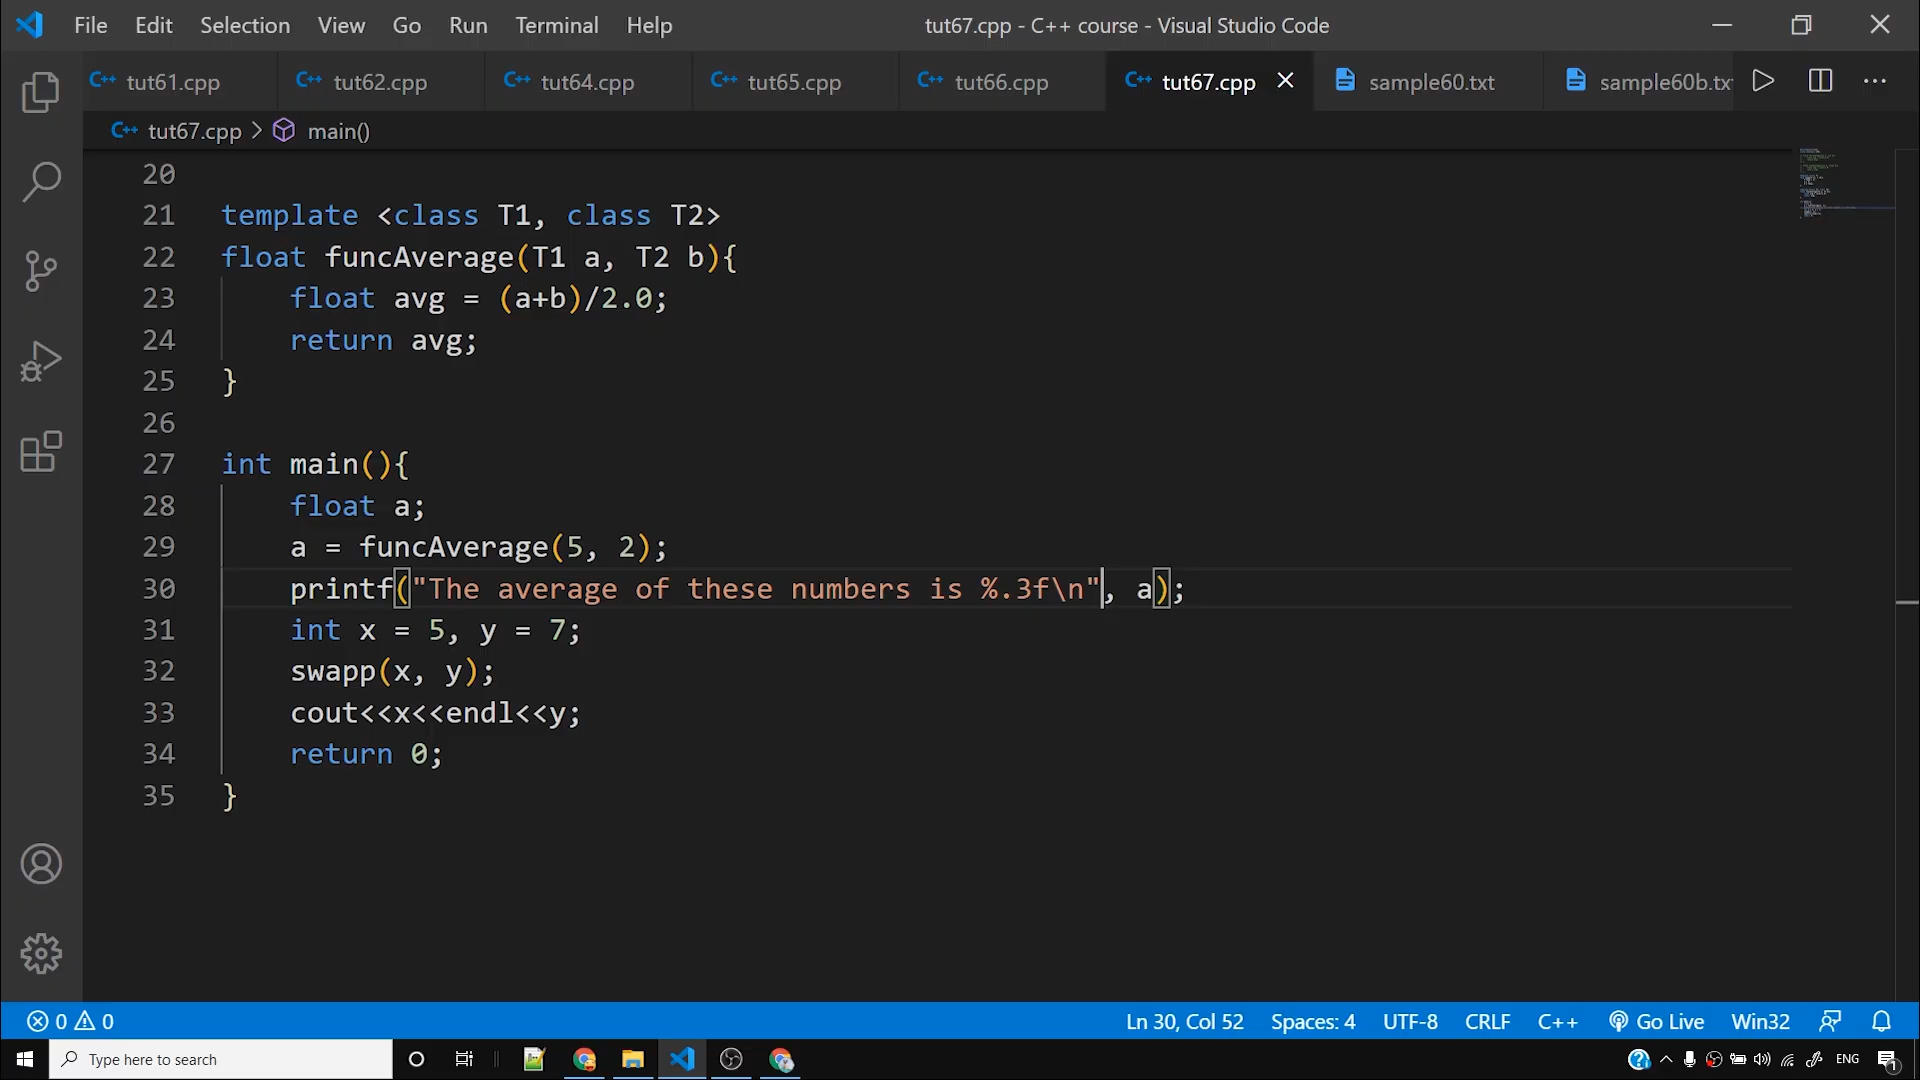 File Edit Selection View Go Run Terminal Help
tut67.cpp - C++ course - Visual Studio Code
tut61.cpp tut62.cpp tut64.cpp tut65.cpp tut66.cpp tut67.cpp sample60.txt sample60b.tx
tut67.cpp > main()
20
21 template <class T1, class T2>
22 float funcAverage(T1 a, T2 b){
23     float avg = (a+b)/2.0;
24     return avg;
25 }
26
27 int main(){
28     float a;
29     a = funcAverage(5, 2);
30     printf("The average of these numbers is %.3f\n", a);
31     int x = 5, y = 7;
32     swapp(x, y);
33     cout<<x<<endl<<y;
34     return 0;
35 }
0 0 Ln 30, Col 52 Spaces: 4 UTF-8 CRLF C++ Go Live Win32
Type here to search ENG 1